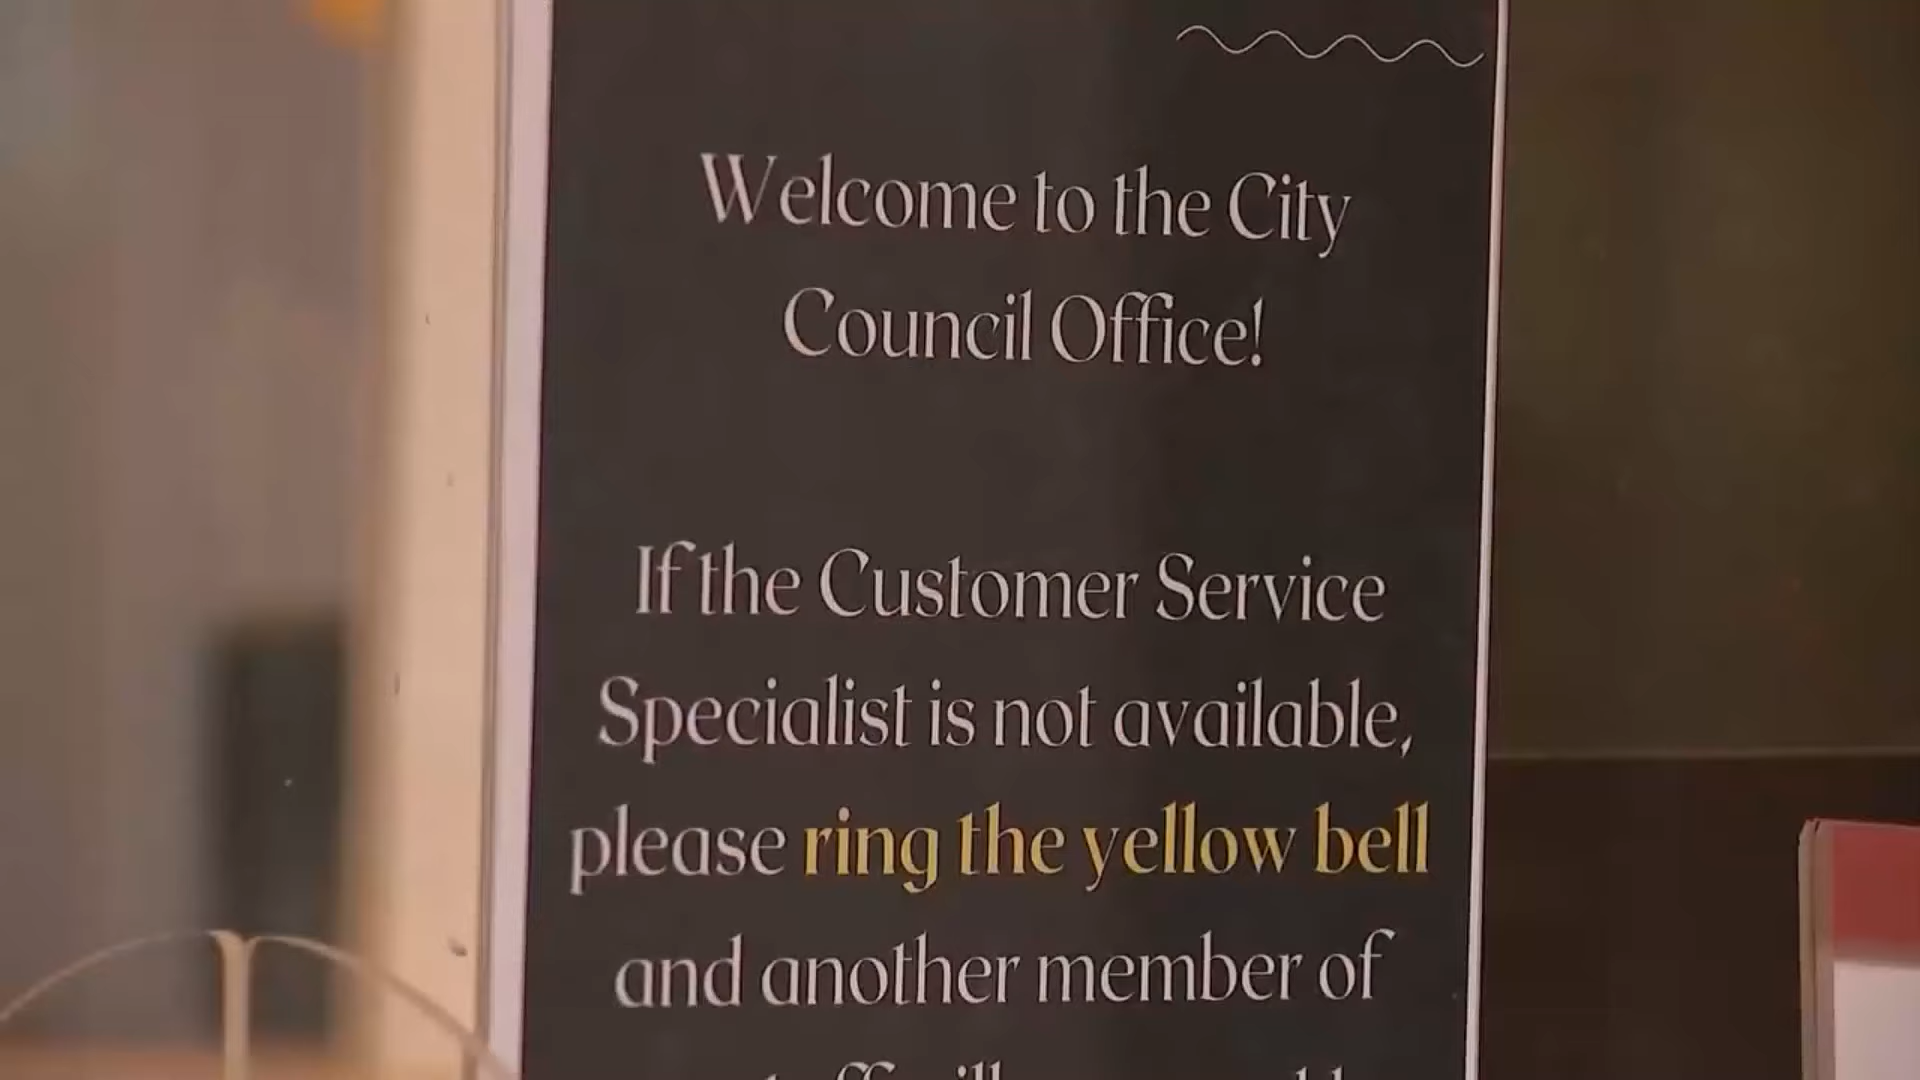 Welcome to the City
Council Office!
If the Customer Service
Specialist is not available,
please ring the yellow bell
and another member of